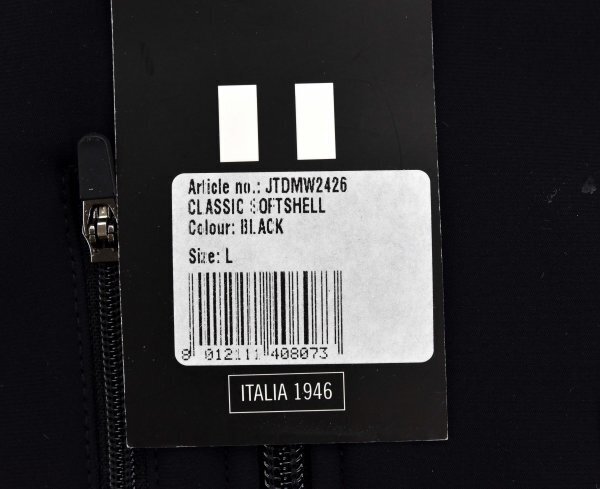 Article no.: JTDMW2426
CLASSIC SOFTSHELL
Colour: BLACK
Size: L
8 012111 408073
ITALIA 1946